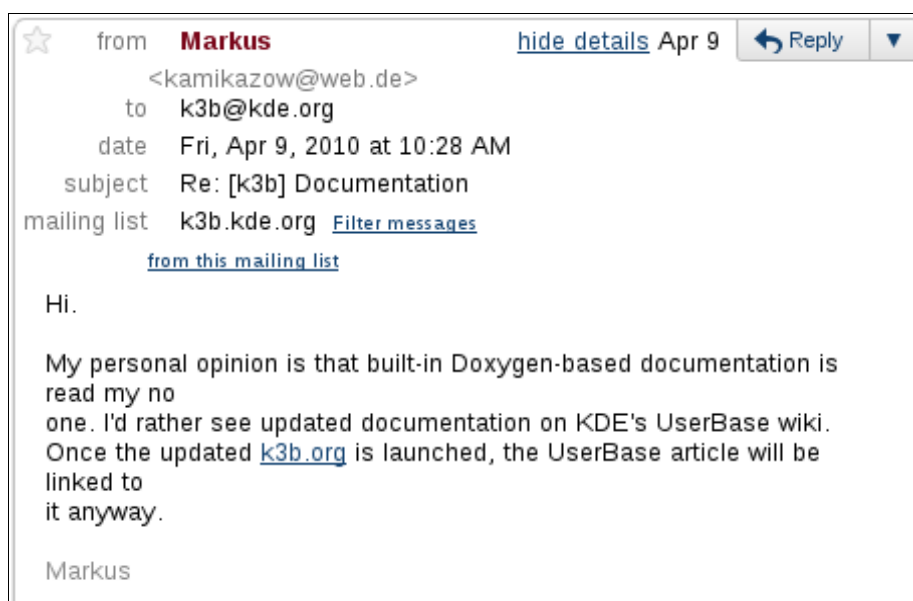 from Markus hide details Apr 9 Reply
<kamikazow@web.de>
to k3b@kde.org
date Fri, Apr 9, 2010 at 10:28 AM
subject Re: [k3b] Documentation
mailing list k3b.kde.org Filter messages
from this mailing list
Hi.
My personal opinion is that built-in Doxygen-based documentation is
read my no
one. I'd rather see updated documentation on KDE's UserBase wiki.
Once the updated k3b.org is launched, the UserBase article will be
linked to
it anyway.
Markus